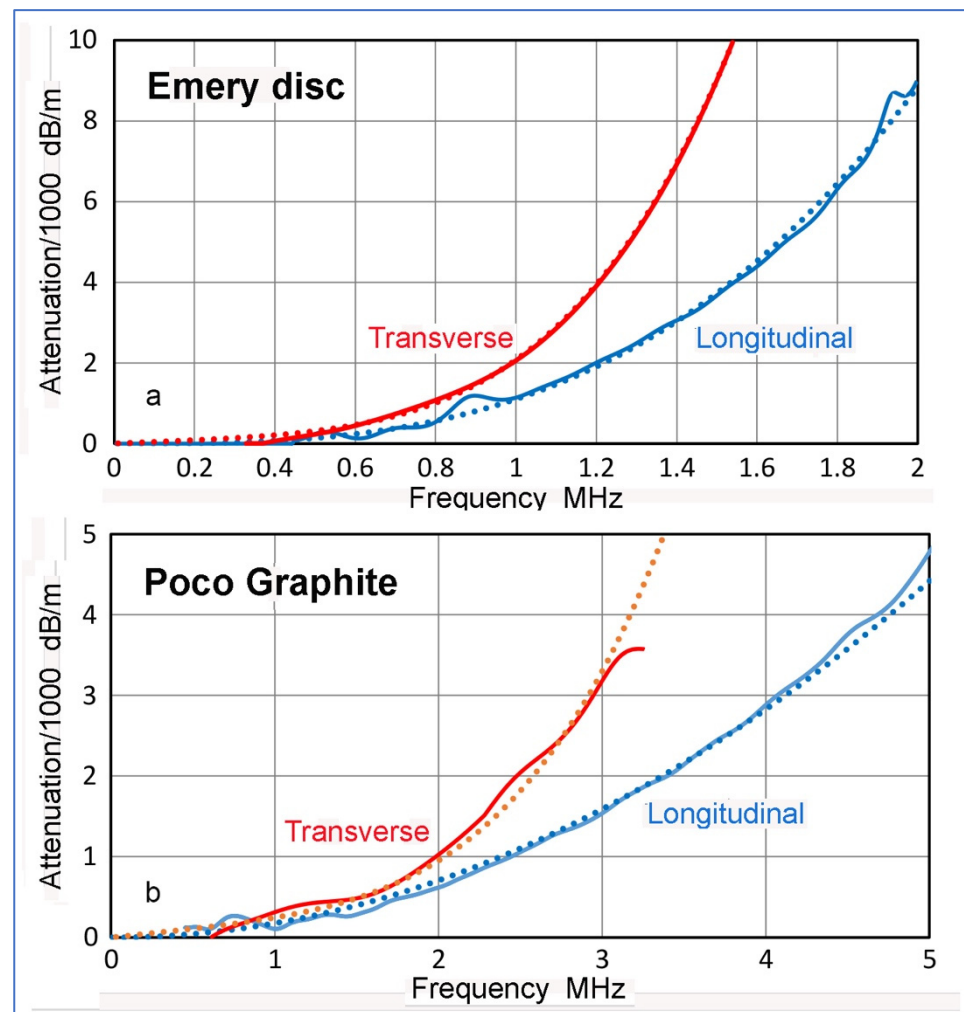 10
Emery disc
8
6
4
2
0
Attenuation/1000 dB/m
Transverse
Longitudinal
a
0 0.2 0.4 0.6 0.8 1 1.2 1.4 1.6 1.8 2
Frequency MHz
5
Poco Graphite
4
3
2
1
0
Attenuation/1000 dB/m
Transverse
Longitudinal
b
0 1 2 3 4 5
Frequency MHz